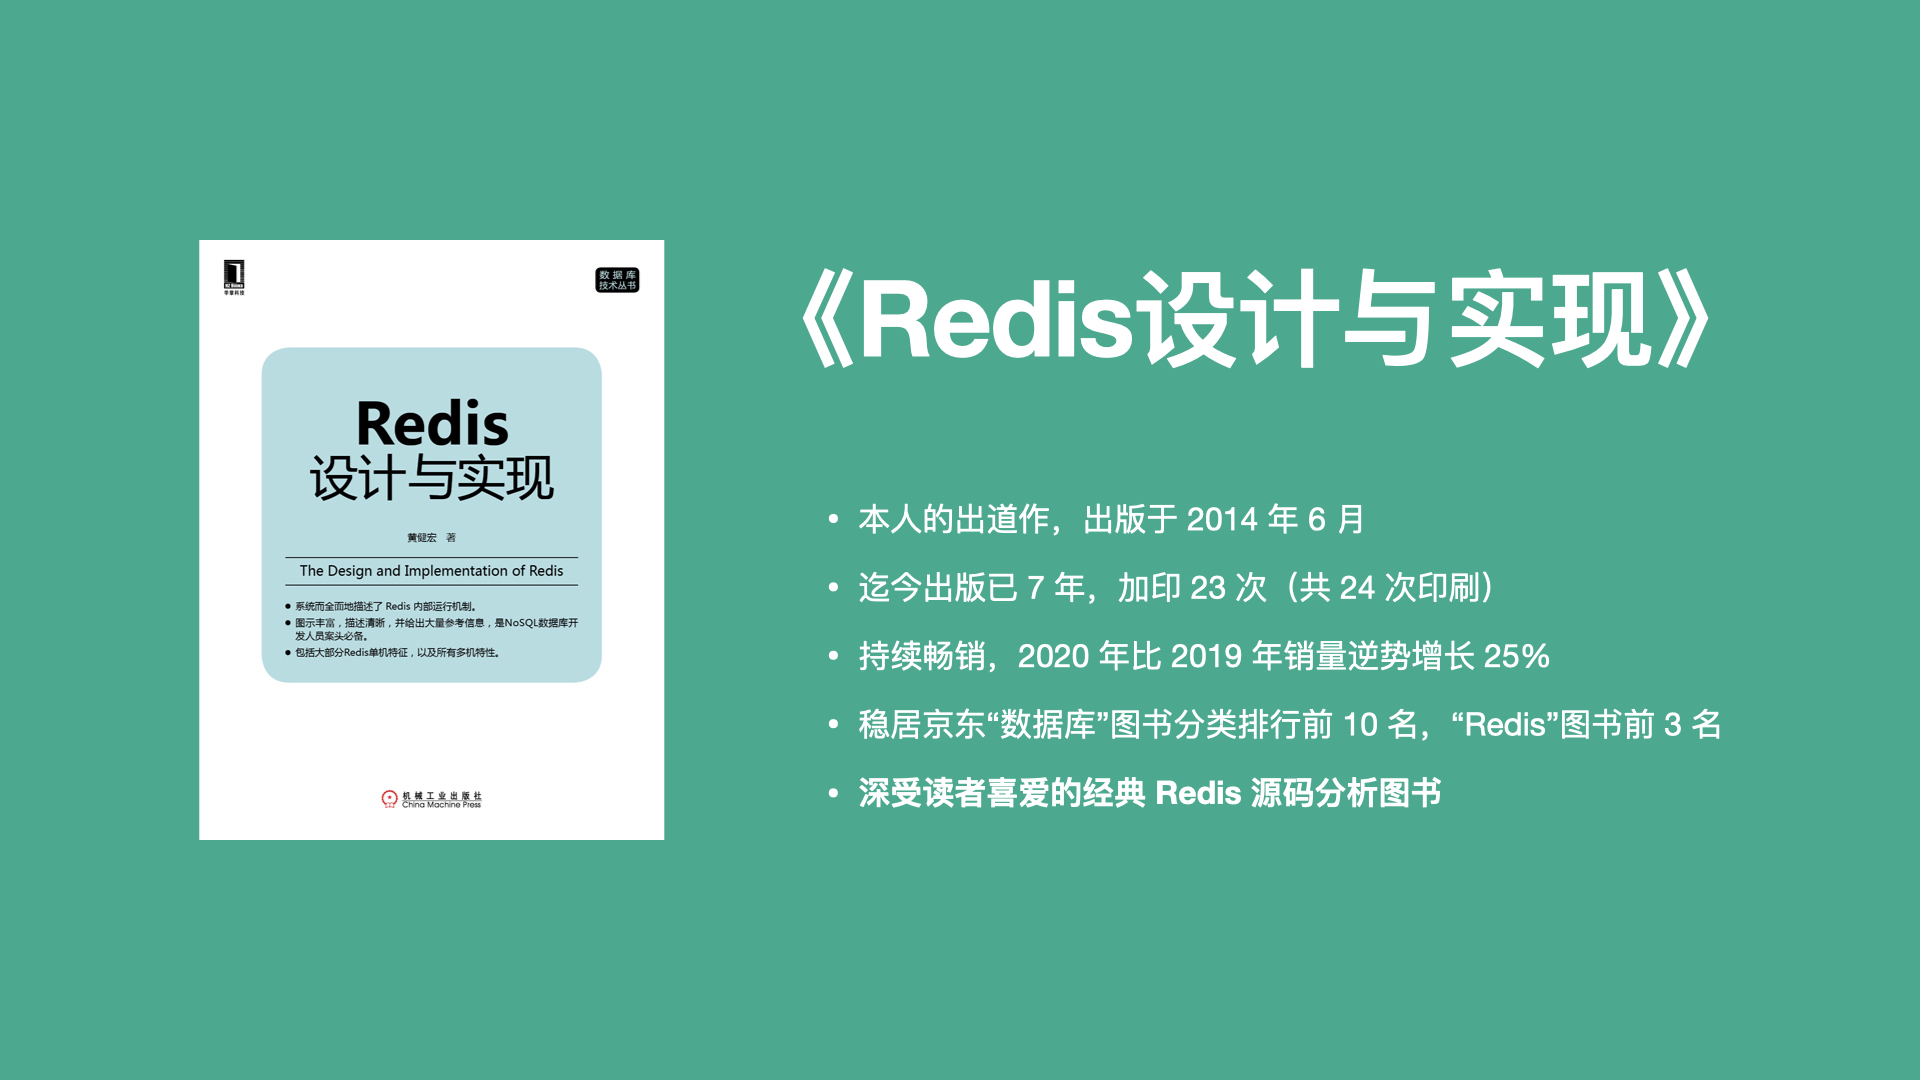 HZ Books
华章科技
数据库
技术丛书
Redis
设计与实现
黄健宏 著
The Design and Implementation of Redis
● 系统而全面地描述了 Redis 内部运行机制。
● 图示丰富，描述清晰，并给出大量参考信息，是NoSQL数据库开
发人员案头必备。
● 包括大部分Redis单机特征，以及所有多机特性。
机械工业出版社
China Machine Press
《Redis设计与实现》
• 本人的出道作，出版于 2014 年 6 月
• 迄今出版已 7 年，加印 23 次（共 24 次印刷）
• 持续畅销，2020 年比 2019 年销量逆势增长 25%
• 稳居京东“数据库”图书分类排行前 10 名，“Redis”图书前 3 名
• 深受读者喜爱的经典 Redis 源码分析图书